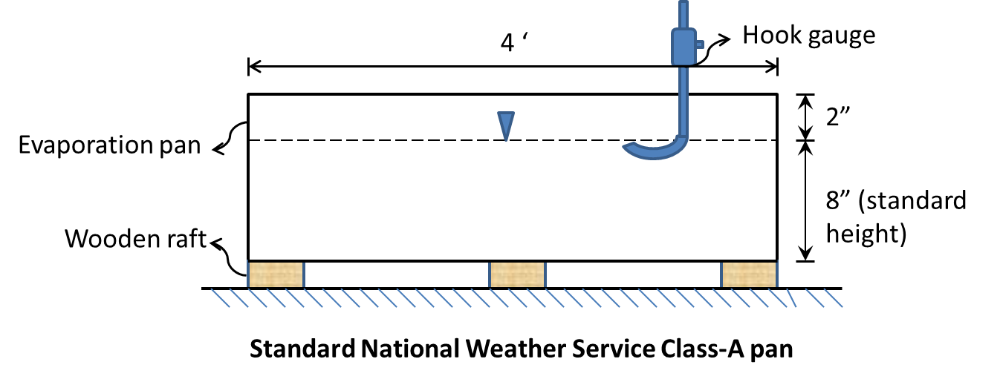 4 ‘
Hook gauge
2”
Evaporation pan
8” (standard
height)
Wooden raft
Standard National Weather Service Class-A pan